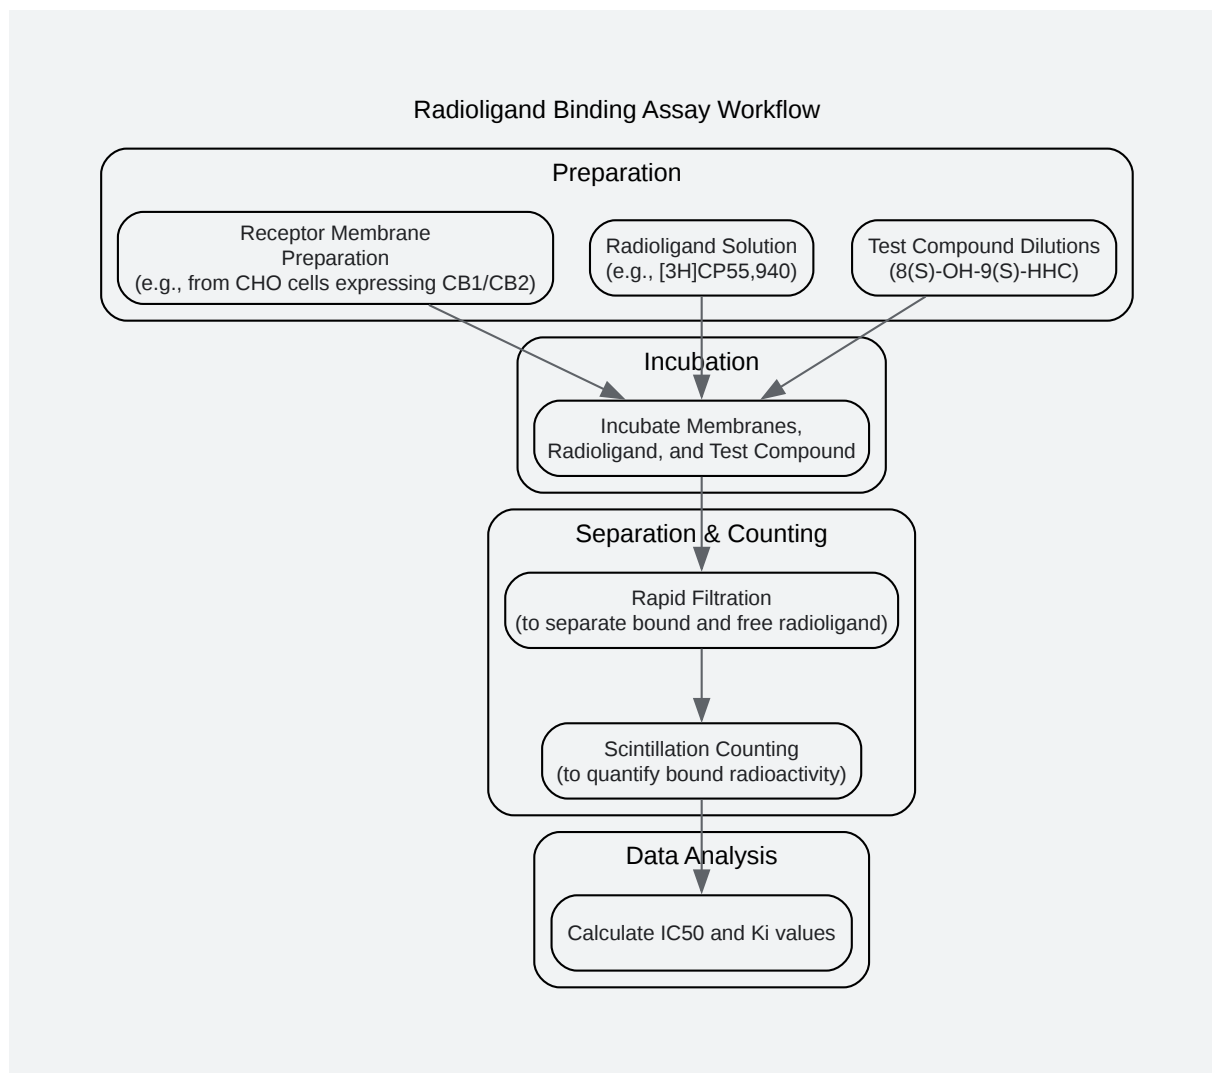 Radioligand Binding Assay Workflow
Preparation
Receptor Membrane
Preparation
(e.g., from CHO cells expressing CB1/CB2)
Radioligand Solution
(e.g., [3H]CP55,940)
Test Compound Dilutions
(8(S)-OH-9(S)-HHC)
Incubation
Incubate Membranes,
Radioligand, and Test Compound
Separation & Counting
Rapid Filtration
(to separate bound and free radioligand)
Scintillation Counting
(to quantify bound radioactivity)
Data Analysis
Calculate IC50 and Ki values